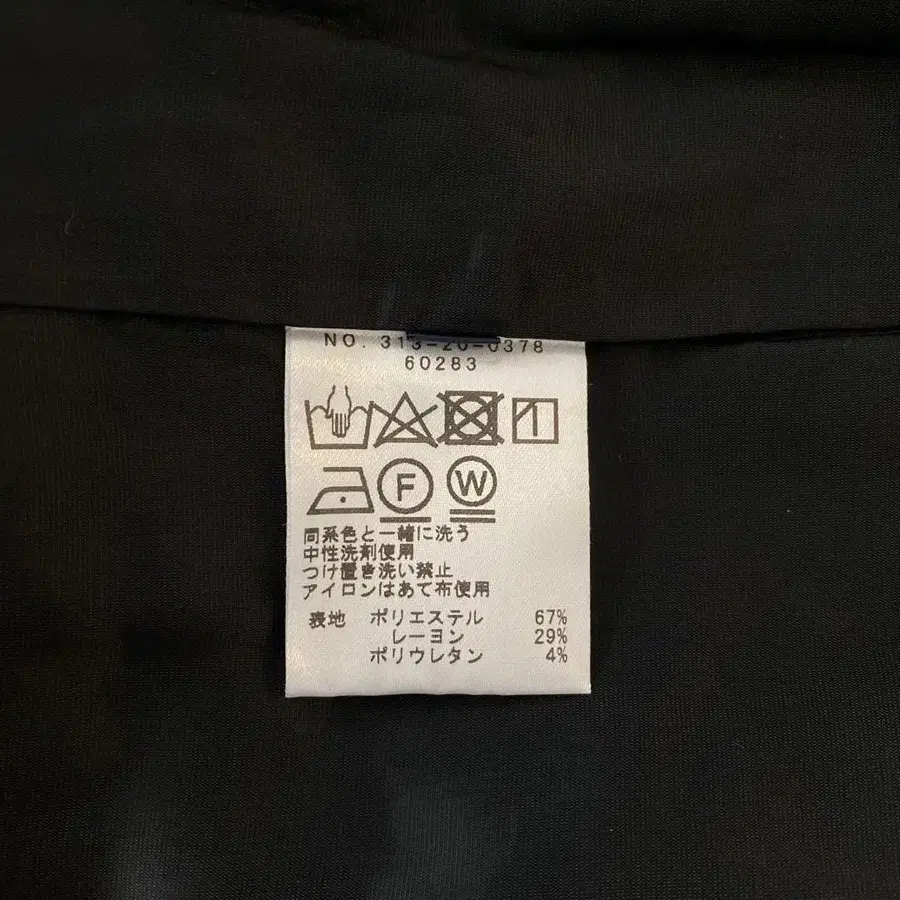 NO. 313-20-0378
60283
F W
同系色と一緒に洗う
中性洗剤使用
つけ置き洗い禁止
アイロンはあて布使用
表地 ポリエステル 67%
レーヨン 29%
ポリウレタン 4%